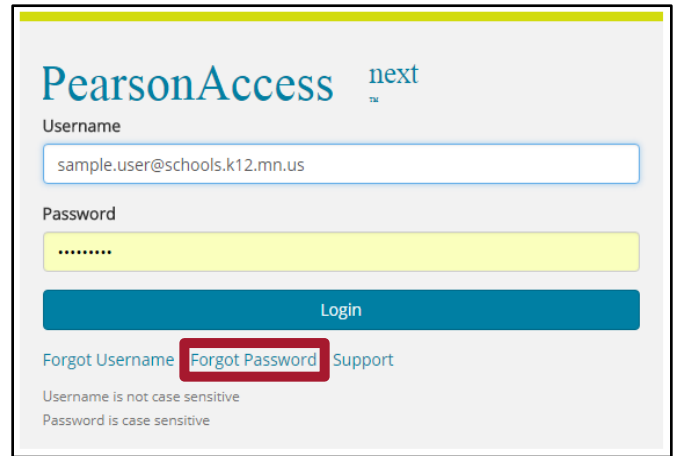 PearsonAccess next
™
Username
sample.user@schools.k12.mn.us
Password
•••••••••
Login
Forgot Username Forgot Password Support
Username is not case sensitive
Password is case sensitive